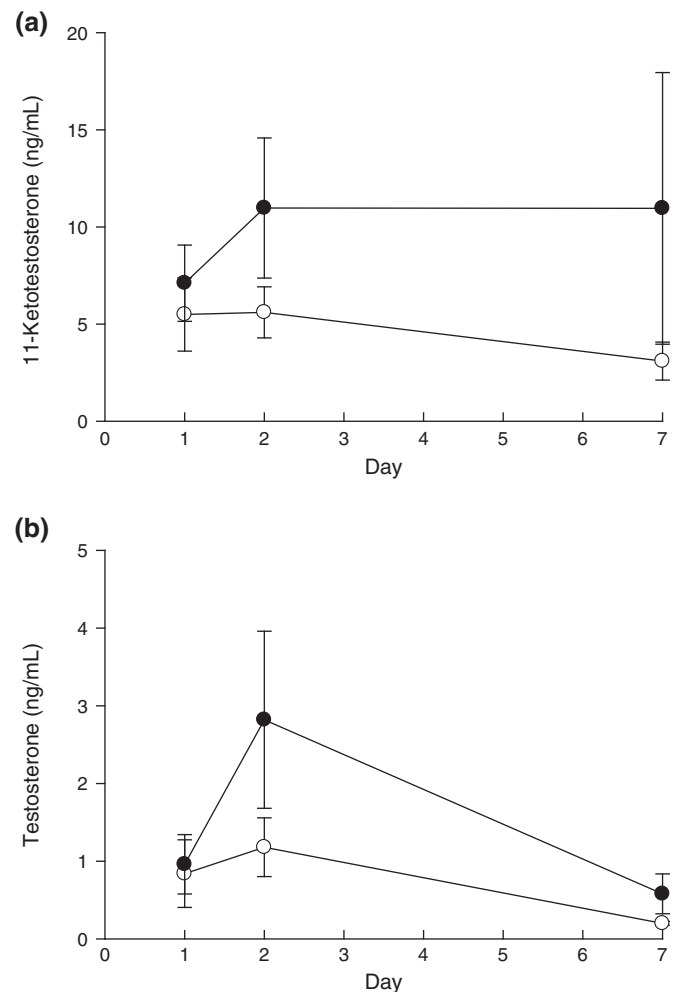 (a)
20
15
10
5
0
11-Ketotestosterone (ng/mL)
0 1 2 3 4 5 6 7
Day
(b)
5
4
3
2
1
0
Testosterone (ng/mL)
0 1 2 3 4 5 6 7
Day